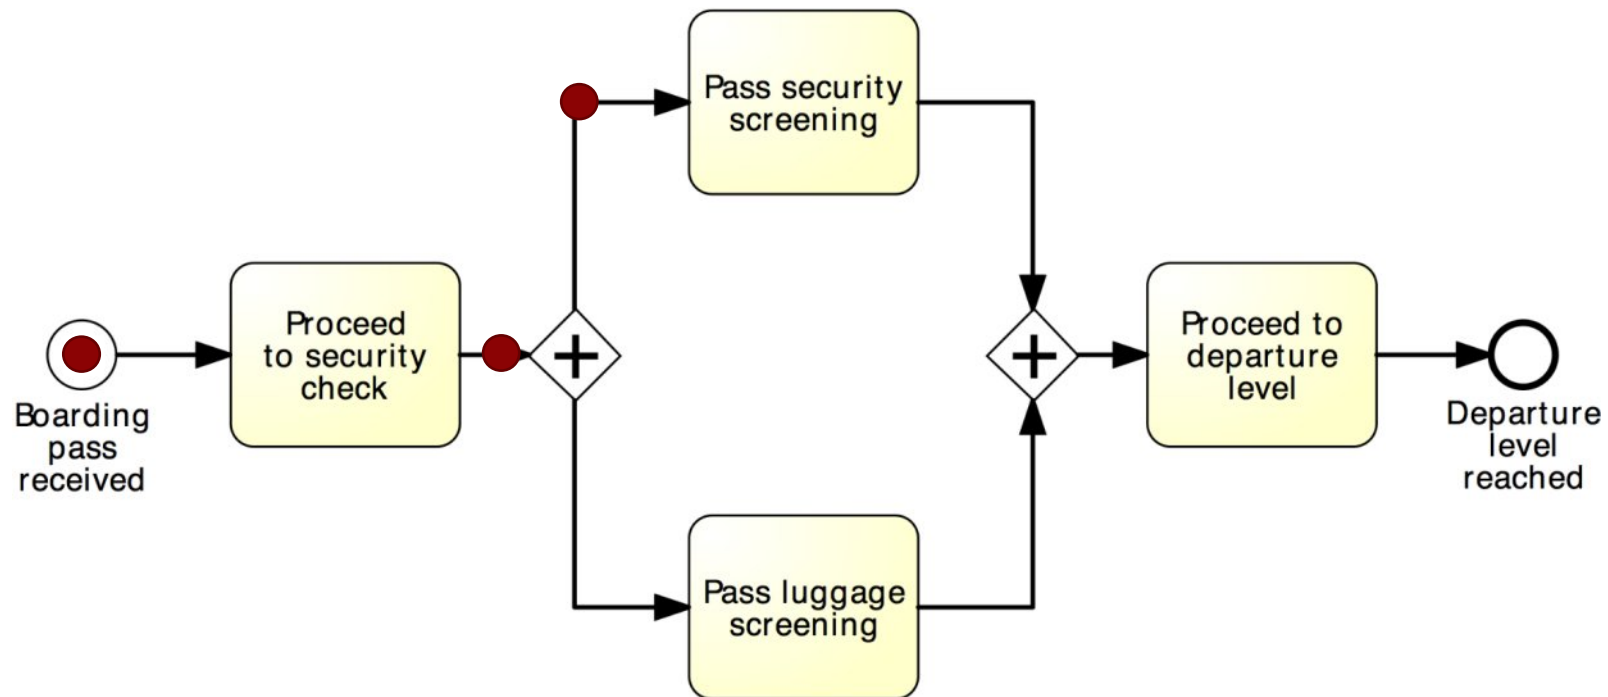 Pass security
screening
Proceed
to security
check
Boarding
pass
received
Proceed to
departure
level
Departure
level
reached
Pass luggage
screening